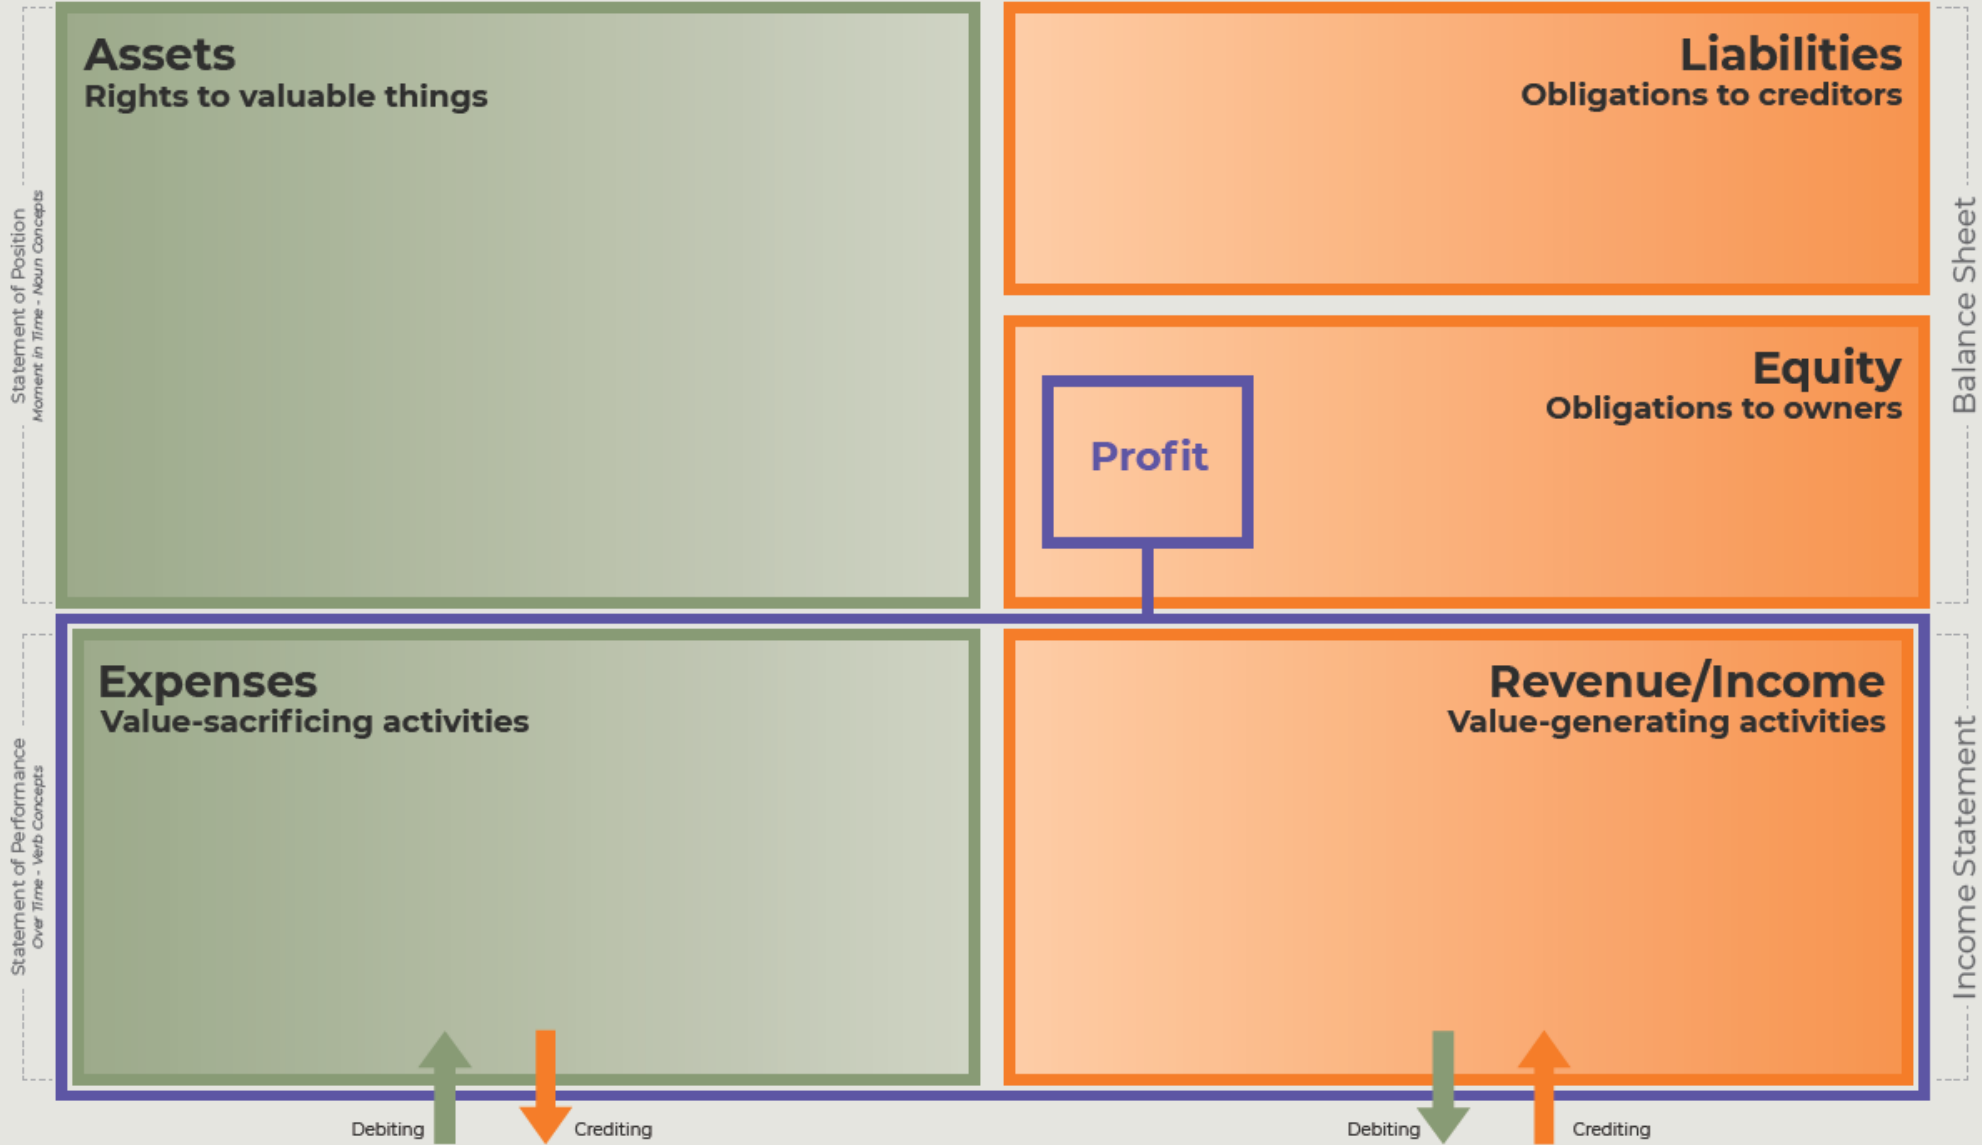 Assets
Rights to valuable things
Liabilities
Obligations to creditors
Statement of Position
Moment in Time - Noun Concepts
Balance Sheet
Equity
Obligations to owners
Profit
Expenses
Value-sacrificing activities
Revenue/Income
Value-generating activities
Statement of Performance
Over Time - Verb Concepts
Income Statement
Debiting
Crediting
Debiting
Crediting